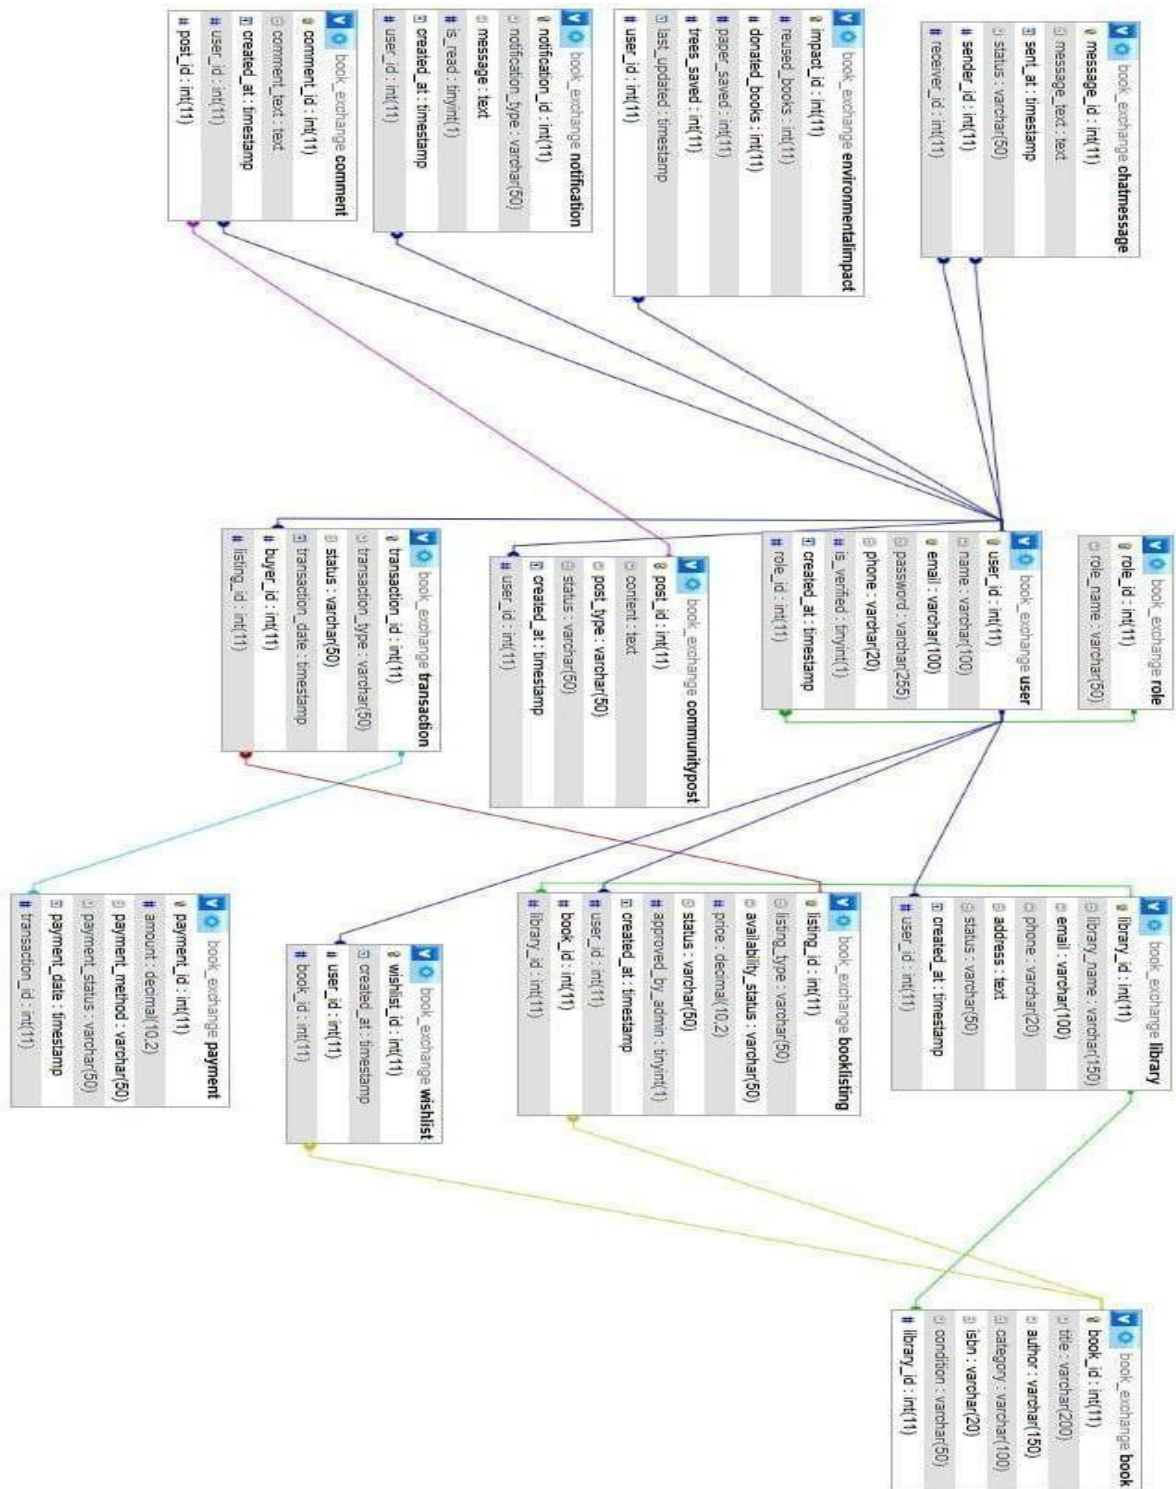 book_exchange chatmessage
message_id : int(11)
message_text : text
sent_at : timestamp
status : varchar(50)
# sender_id : int(11)
# receiver_id : int(11)
book_exchange environmentalimpact
impact_id : int(11)
# reused_books : int(11)
# donated_books : int(11)
# paper_saved : int(11)
# trees_saved : int(11)
last_updated : timestamp
# user_id : int(11)
book_exchange notification
notification_id : int(11)
notification_type : varchar(50)
message : text
# is_read : tinyint(1)
created_at : timestamp
# user_id : int(11)
book_exchange comment
comment_id : int(11)
comment_text : text
created_at : timestamp
# user_id : int(11)
# post_id : int(11)
book_exchange role
role_id : int(11)
role_name : varchar(50)
book_exchange user
user_id : int(11)
name : varchar(100)
email : varchar(100)
password : varchar(255)
phone : varchar(20)
# is_verified : tinyint(1)
created_at : timestamp
# role_id : int(11)
book_exchange communitypost
post_id : int(11)
content : text
post_type : varchar(50)
status : varchar(50)
created_at : timestamp
# user_id : int(11)
book_exchange transaction
transaction_id : int(11)
transaction_type : varchar(50)
status : varchar(50)
transaction_date : timestamp
# buyer_id : int(11)
# listing_id : int(11)
book_exchange library
library_id : int(11)
library_name : varchar(150)
email : varchar(100)
phone : varchar(20)
address : text
status : varchar(50)
created_at : timestamp
# user_id : int(11)
book_exchange booklisting
listing_id : int(11)
listing_type : varchar(50)
availability_status : varchar(50)
# price : decimal(10,2)
status : varchar(50)
# approved_by_admin : tinyint(1)
created_at : timestamp
# user_id : int(11)
# book_id : int(11)
# library_id : int(11)
book_exchange wishlist
wishlist_id : int(11)
created_at : timestamp
# user_id : int(11)
# book_id : int(11)
book_exchange payment
payment_id : int(11)
# amount : decimal(10,2)
payment_method : varchar(50)
payment_status : varchar(50)
payment_date : timestamp
# transaction_id : int(11)
book_exchange book
book_id : int(11)
title : varchar(200)
author : varchar(150)
category : varchar(100)
isbn : varchar(20)
condition : varchar(50)
# library_id : int(11)